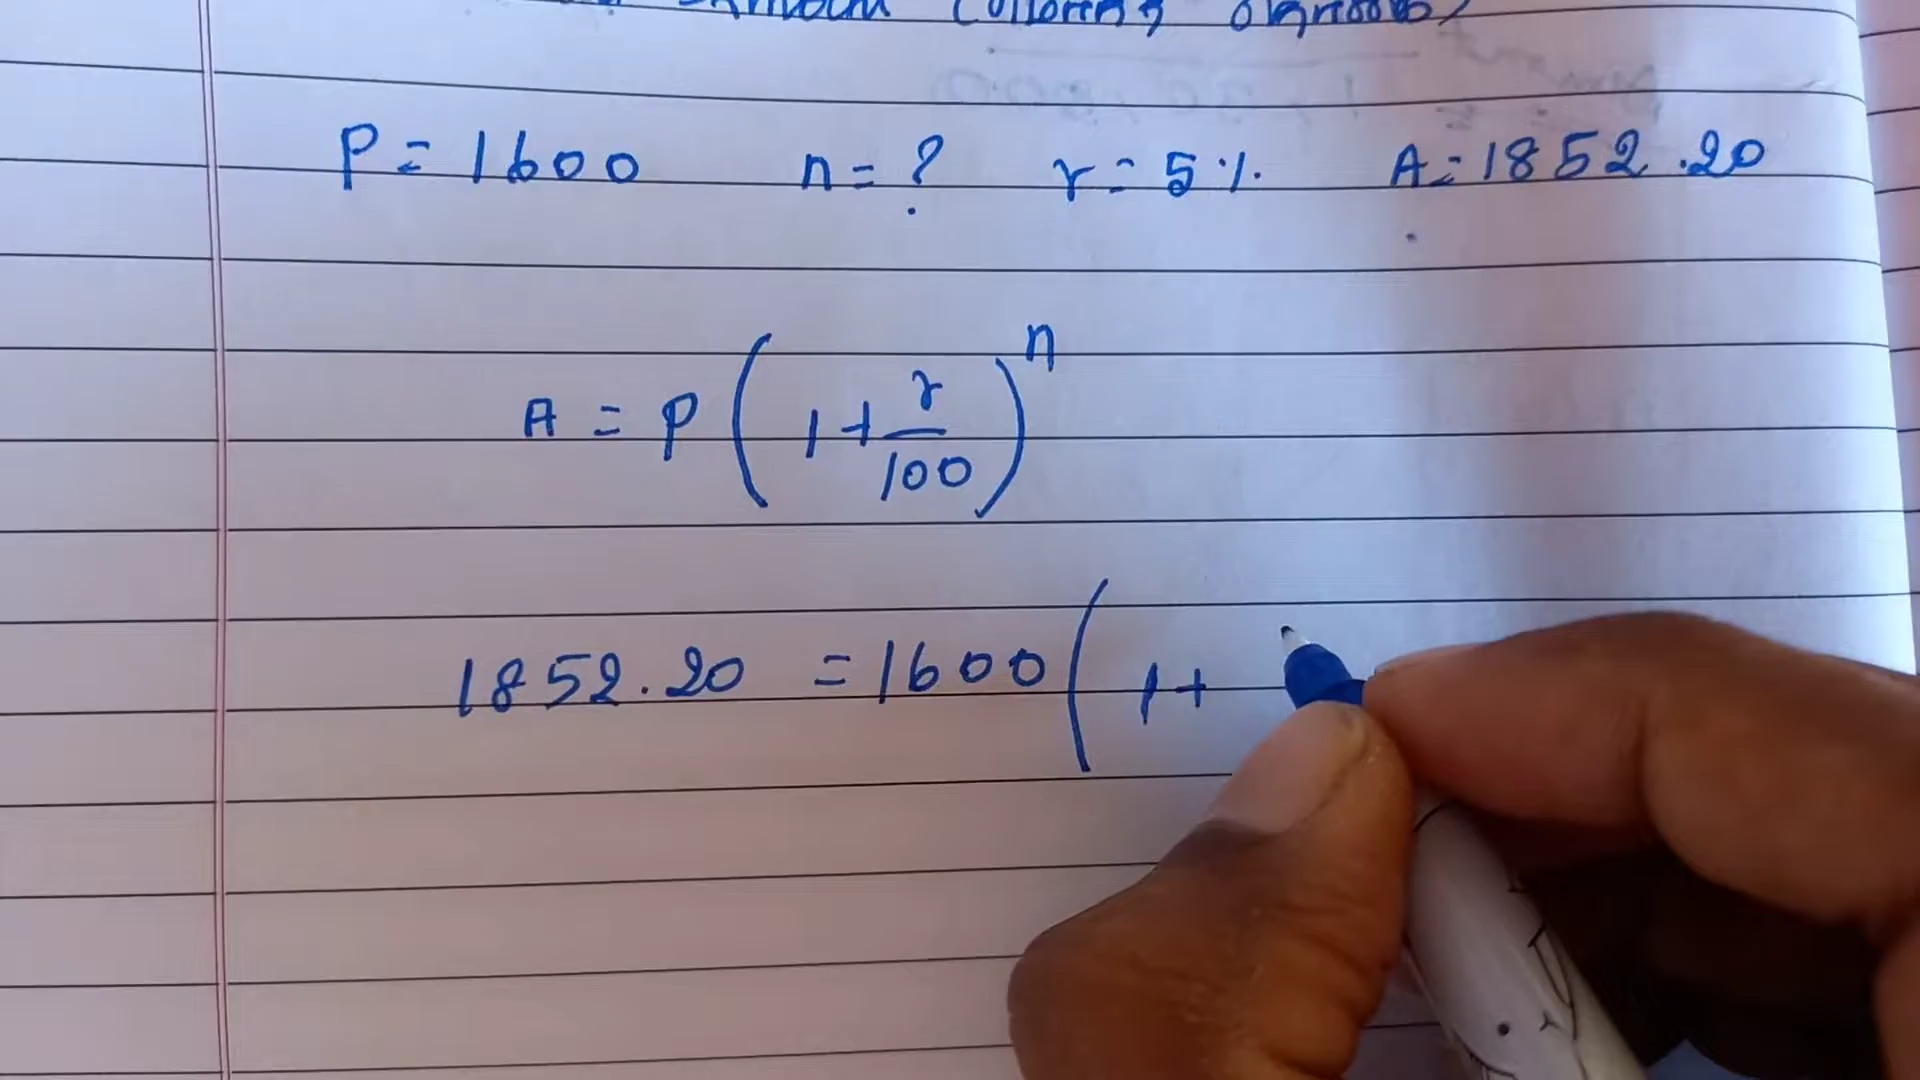 P = 1600 n = ? r = 5 % A = 1852.20
A = P ( 1 + r/100 )^n
1852.20 = 1600 ( 1 +